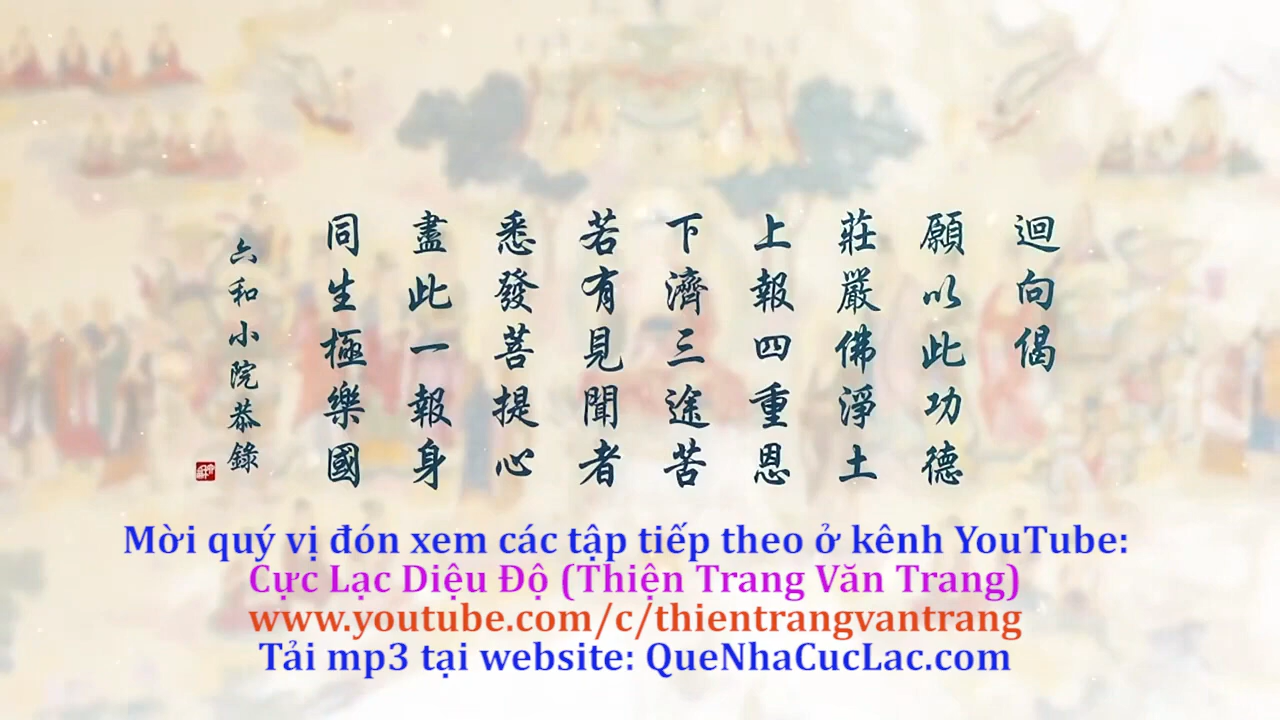 迴向偈
願以此功德
莊嚴佛淨土
上報四重恩
下濟三途苦
若有見聞者
悉發菩提心
盡此一報身
同生極樂國
六和小院恭錄
Mời quý vị đón xem các tập tiếp theo ở kênh YouTube:
Cực Lạc Diệu Độ (Thiện Trang Văn Trang)
www.youtube.com/c/thientrangvantrang
Tải mp3 tại website: QueNhaCucLac.com